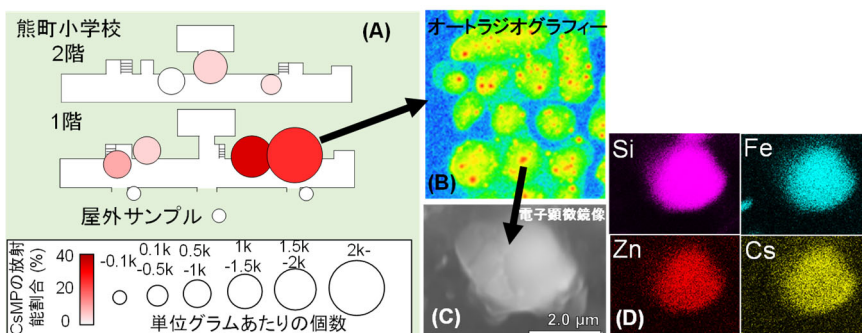 熊町小学校
(A)
2階
1階
屋外サンプル
CsMPの放射
能割合 (%)
40
20
0
-0.1k
0.1k
-0.5k
0.5k
-1k
1k
-1.5k
1.5k
-2k
2k-
単位グラムあたりの個数
オートラジオグラフィー
(B)
電子顕微鏡像
(C)
2.0 μm
Si
Fe
Zn
Cs
(D)